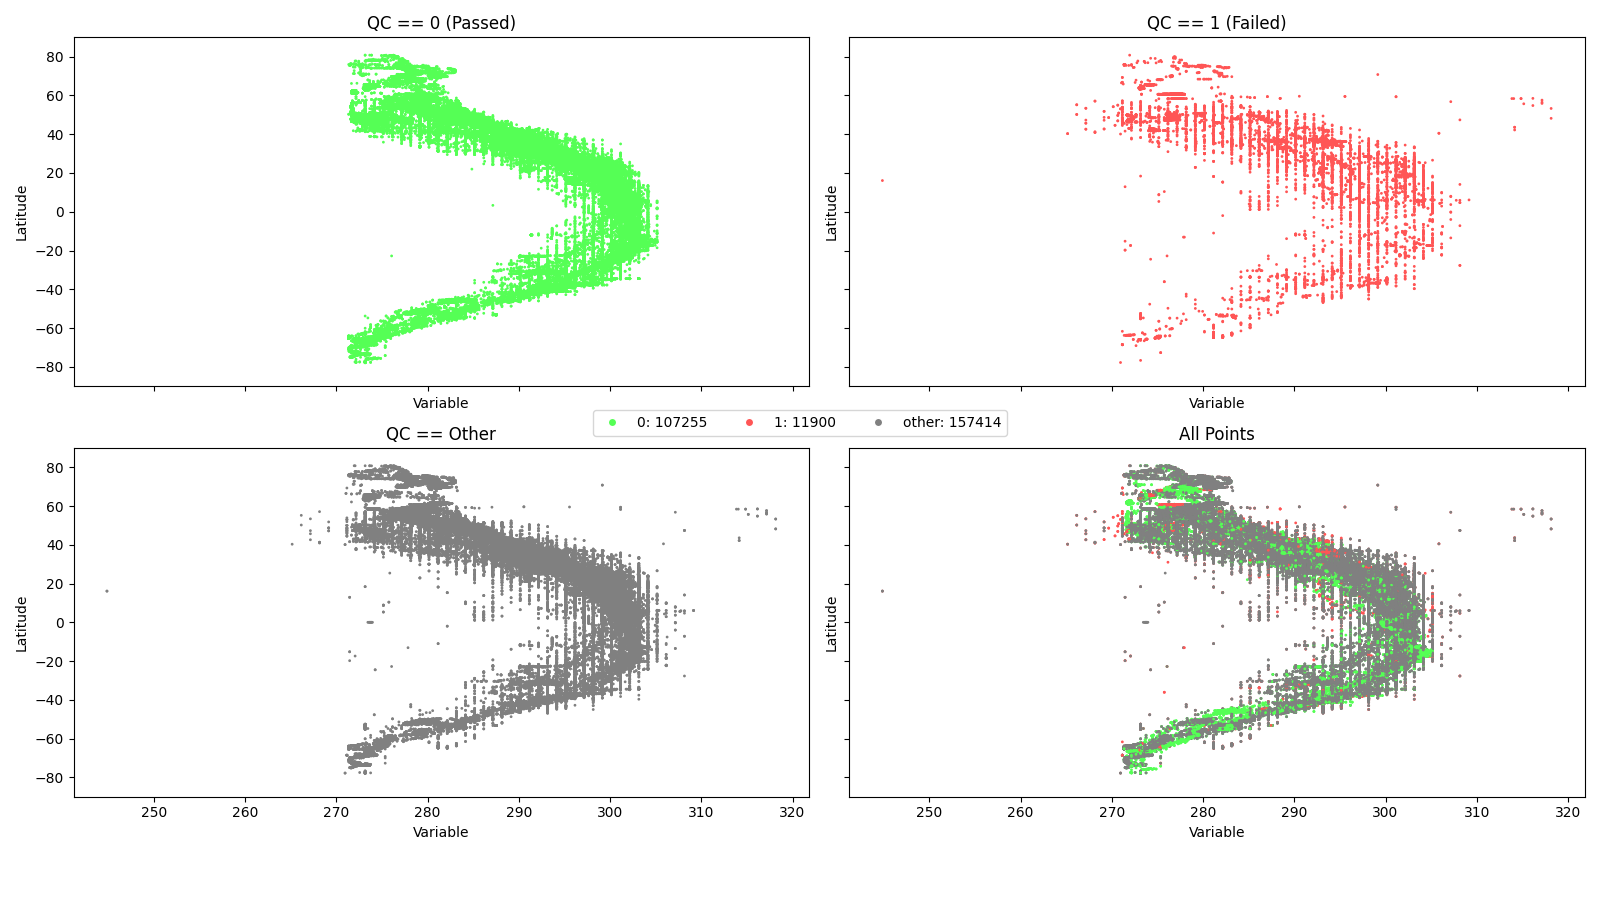 QC == 0 (Passed)
QC == 1 (Failed)
80
60
40
20
0
−20
−40
−60
−80
Latitude
Latitude
Variable
Variable
0: 107255
1: 11900
other: 157414
QC == Other
All Points
80
60
40
20
0
−20
−40
−60
−80
Latitude
Latitude
250 260 270 280 290 300 310 320
250 260 270 280 290 300 310 320
Variable
Variable